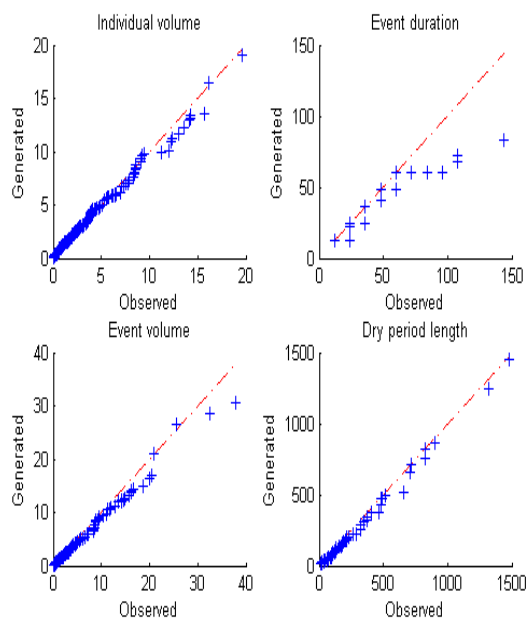 Individual volume
20
15
10
5
0
0 5 10 15 20
Generated
Observed
Event duration
150
100
50
0
0 50 100 150
Generated
Observed
Event volume
40
30
20
10
0
0 10 20 30 40
Generated
Observed
Dry period length
1500
1000
500
0
0 500 1000 1500
Generated
Observed